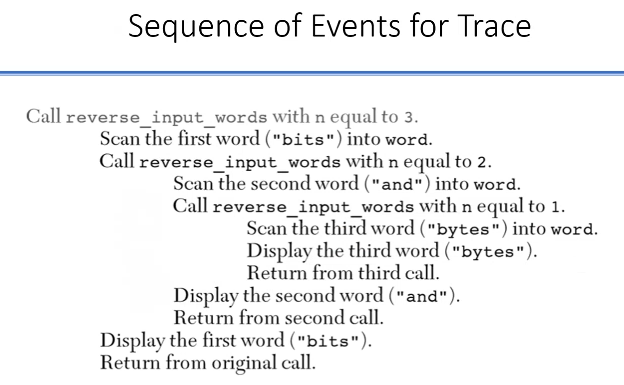 Sequence of Events for Trace
Call reverse_input_words with n equal to 3.
Scan the first word ("bits") into word.
Call reverse_input_words with n equal to 2.
Scan the second word ("and") into word.
Call reverse_input_words with n equal to 1.
Scan the third word ("bytes") into word.
Display the third word ("bytes").
Return from third call.
Display the second word ("and").
Return from second call.
Display the first word ("bits").
Return from original call.